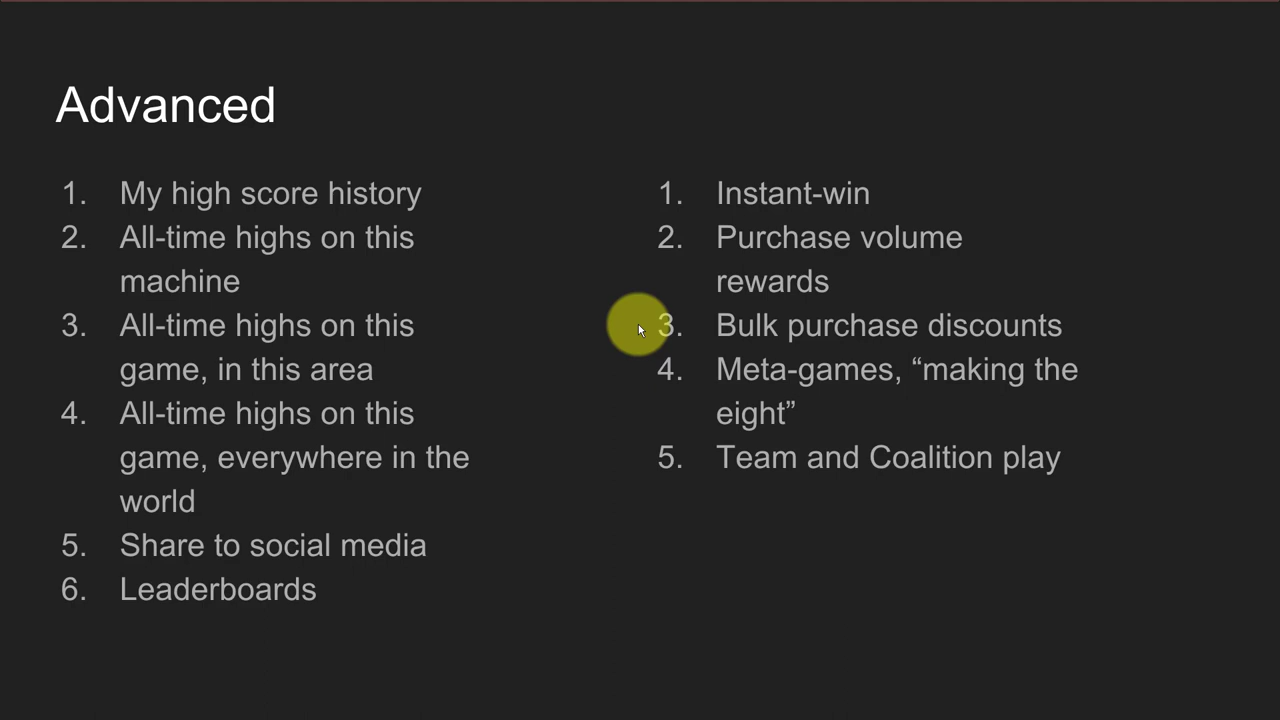 Advanced
1. My high score history
2. All-time highs on this
machine
3. All-time highs on this
game, in this area
4. All-time highs on this
game, everywhere in the
world
5. Share to social media
6. Leaderboards
1. Instant-win
2. Purchase volume
rewards
3. Bulk purchase discounts
4. Meta-games, “making the
eight”
5. Team and Coalition play